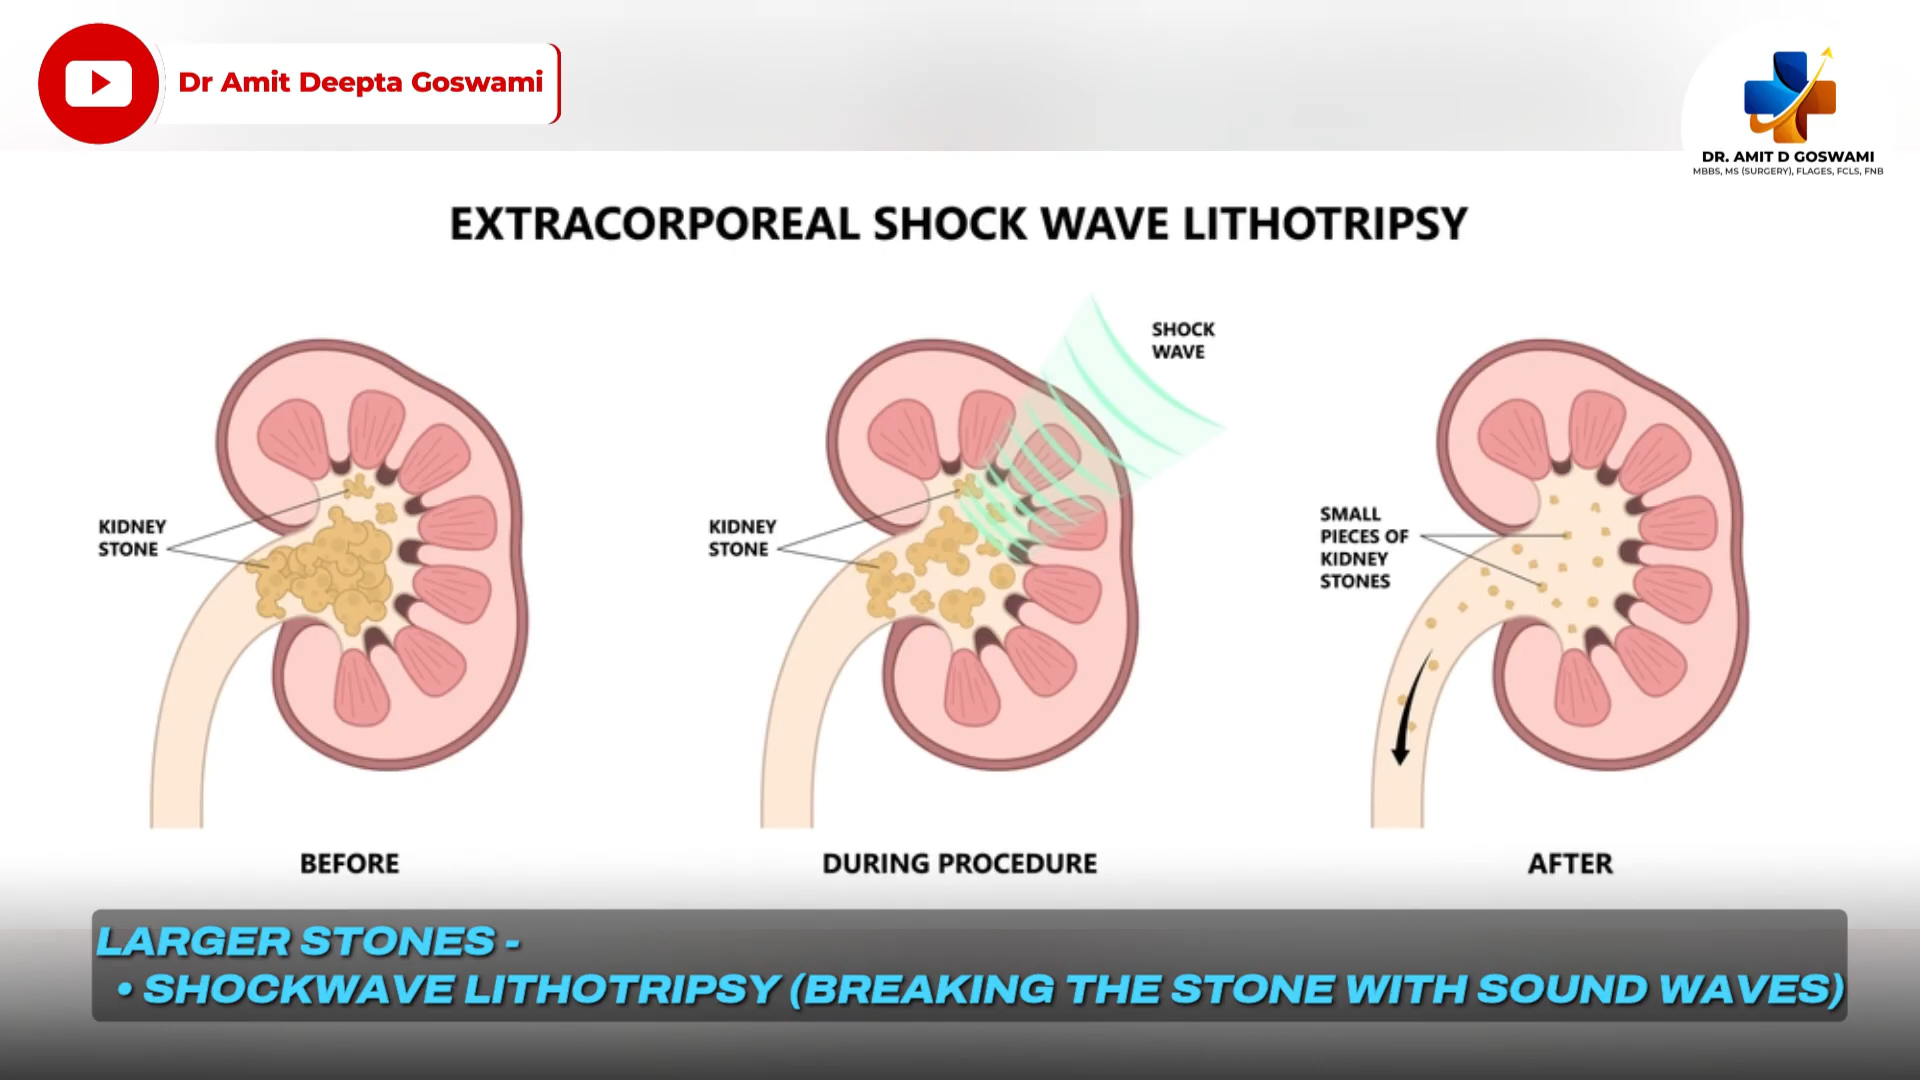 Dr Amit Deepta Goswami
DR. AMIT D GOSWAMI
MBBS, MS (SURGERY), FLAGES, FCLS, FNB
EXTRACORPOREAL SHOCK WAVE LITHOTRIPSY
SHOCK
WAVE
KIDNEY
STONE
KIDNEY
STONE
SMALL
PIECES OF
KIDNEY
STONES
BEFORE
DURING PROCEDURE
AFTER
LARGER STONES -
• SHOCKWAVE LITHOTRIPSY (BREAKING THE STONE WITH SOUND WAVES)